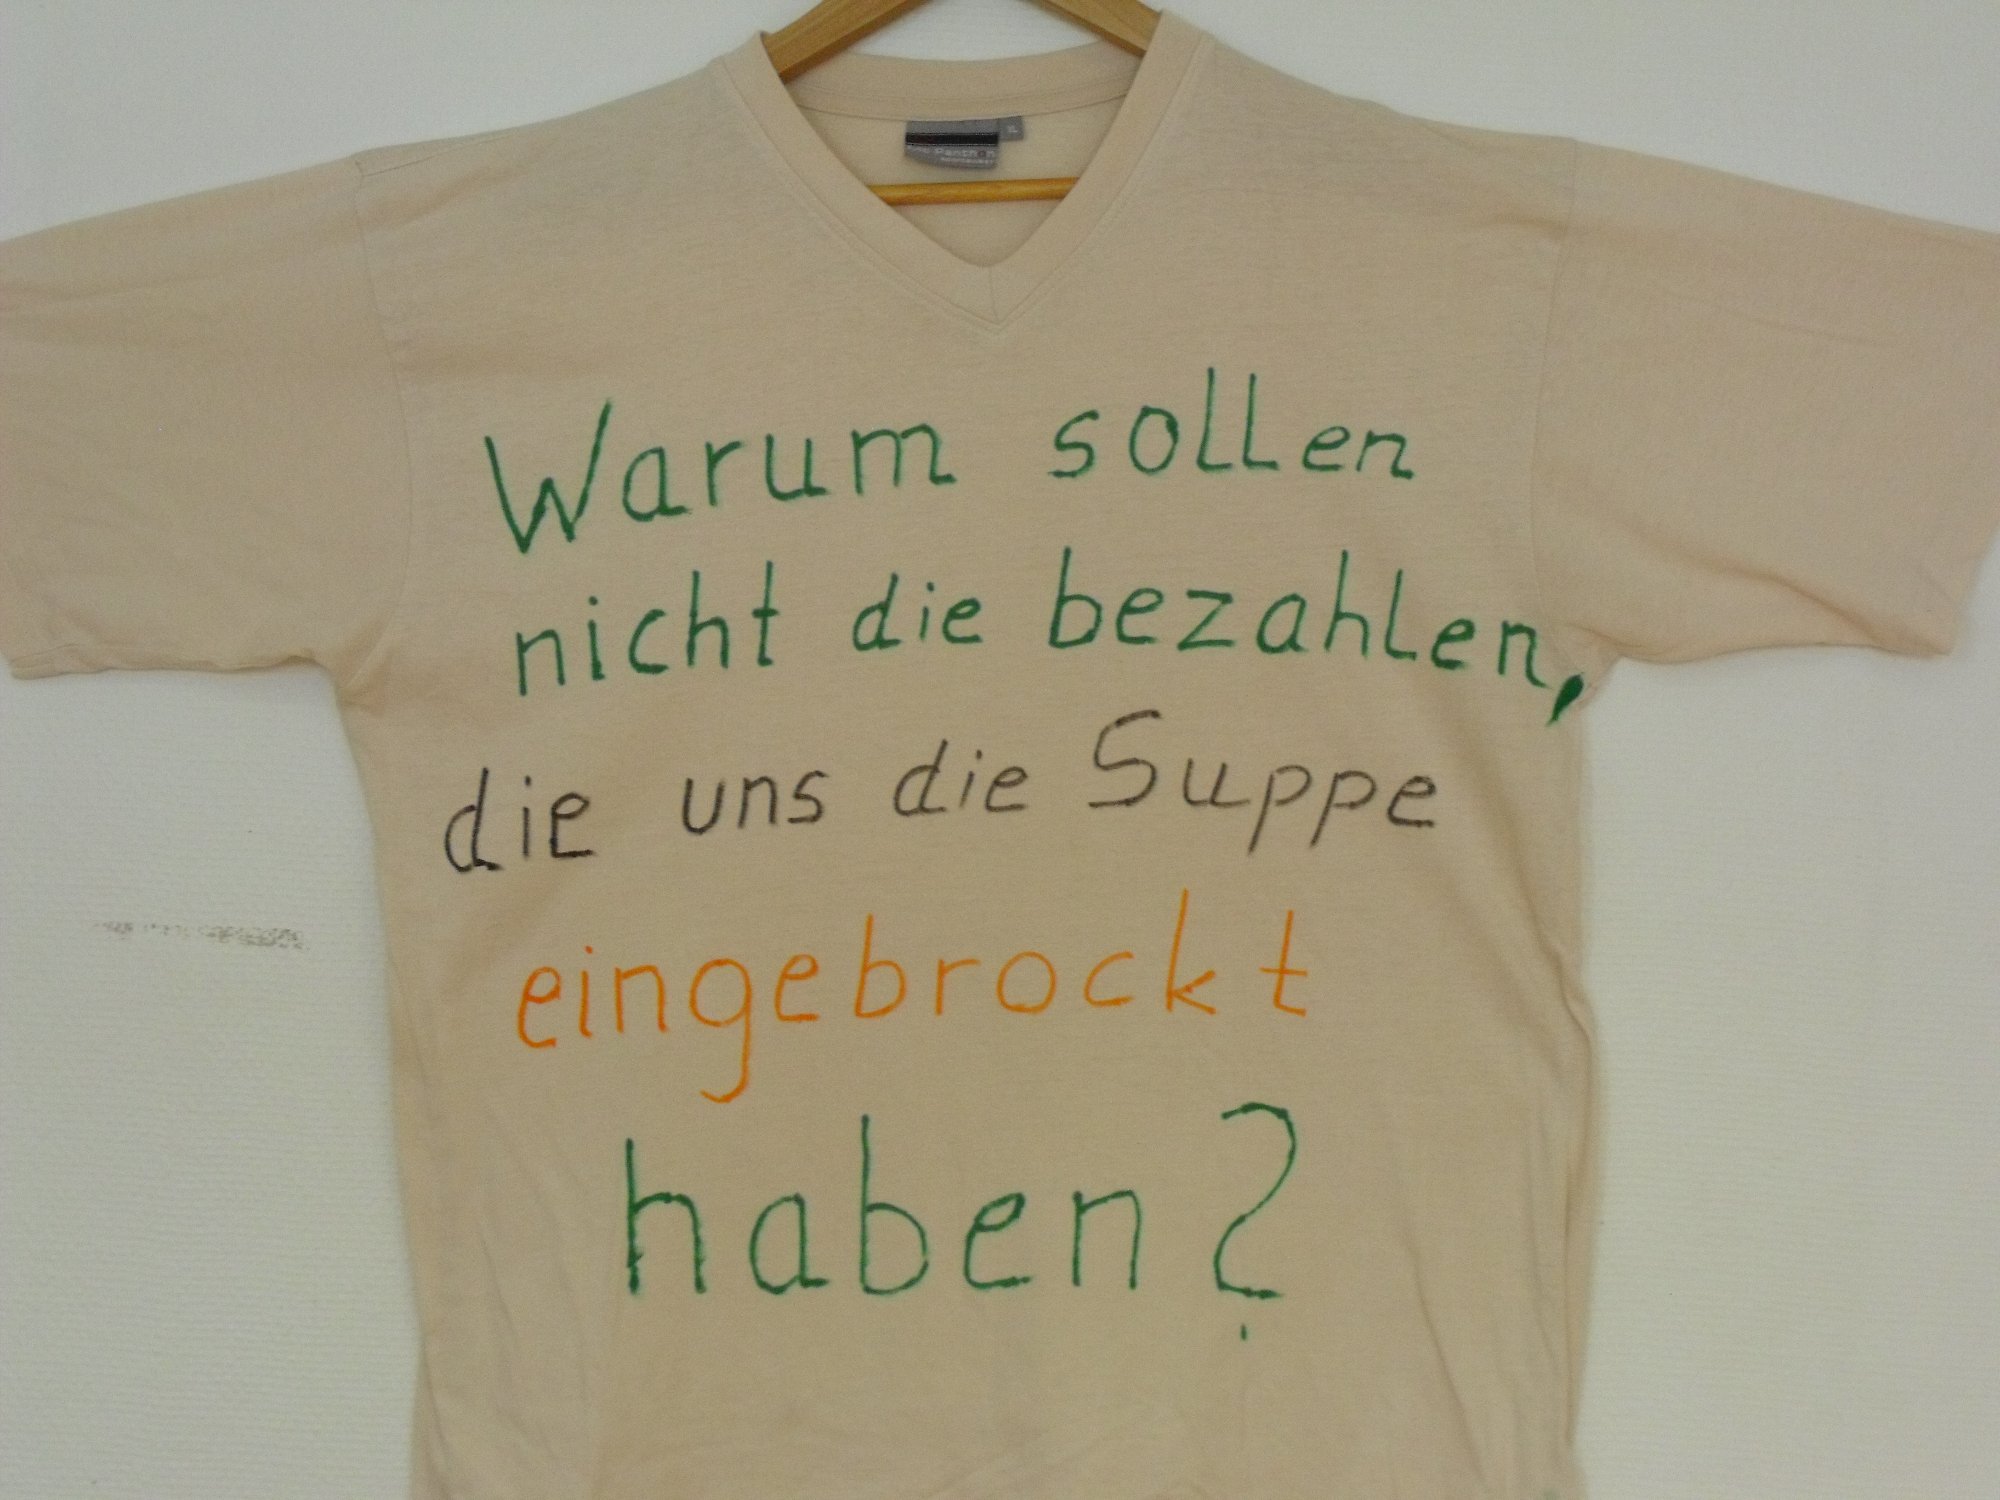 Warum sollen
nicht die bezahlen,
die uns die Suppe
eingebrockt
haben?